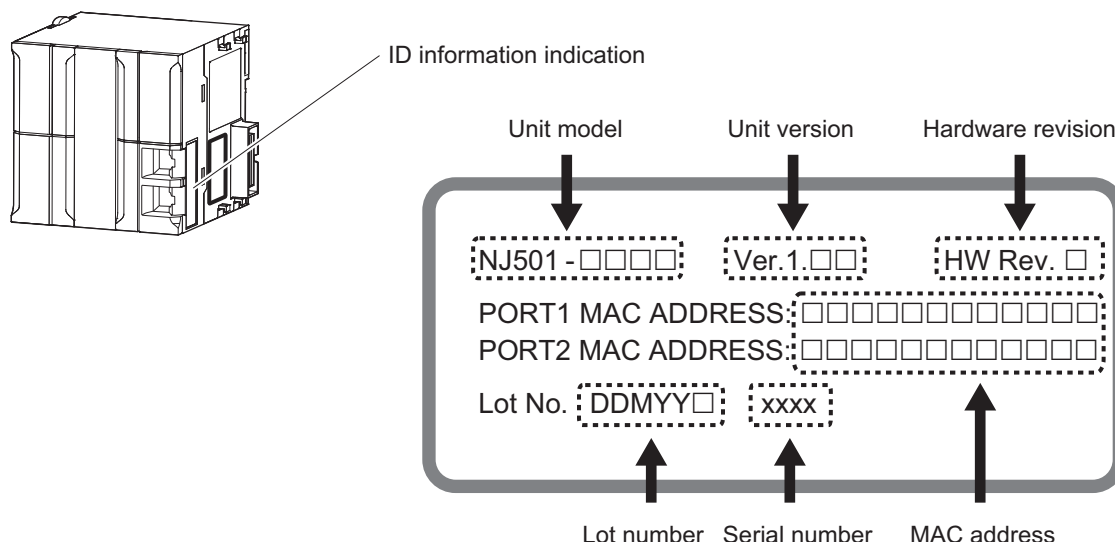 ID information indication
Unit model Unit version Hardware revision
NJ501 - □□□□ Ver.1.□□ HW Rev. □
PORT1 MAC ADDRESS: □□□□□□□□□□□□
PORT2 MAC ADDRESS: □□□□□□□□□□□□
Lot No. DDMYY□ xxxx
Lot number Serial number MAC address